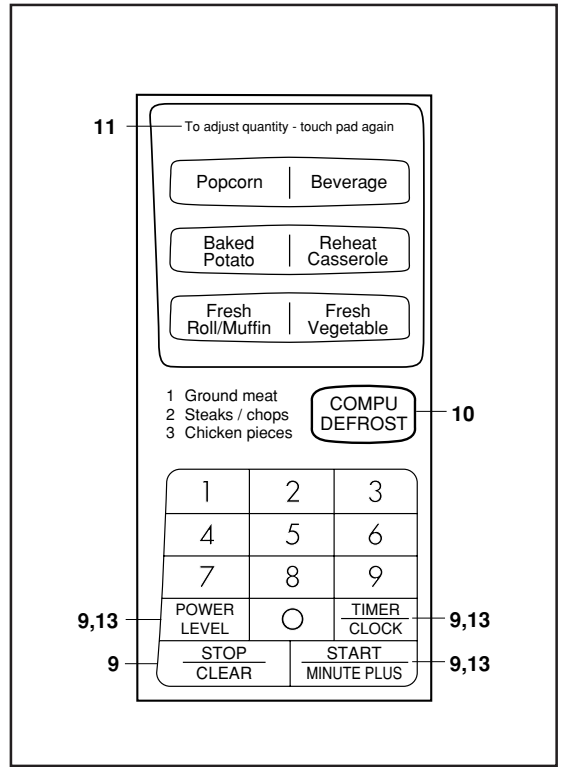 11
To adjust quantity - touch pad again
Popcorn
Beverage
Baked
Potato
Reheat
Casserole
Fresh
Roll/Muffin
Fresh
Vegetable
1 Ground meat
2 Steaks / chops
3 Chicken pieces
COMPU
DEFROST
10
1 2 3
4 5 6
7 8 9
9,13
POWER
LEVEL
0
TIMER
CLOCK
9,13
9
STOP
CLEAR
START
MINUTE PLUS
9,13